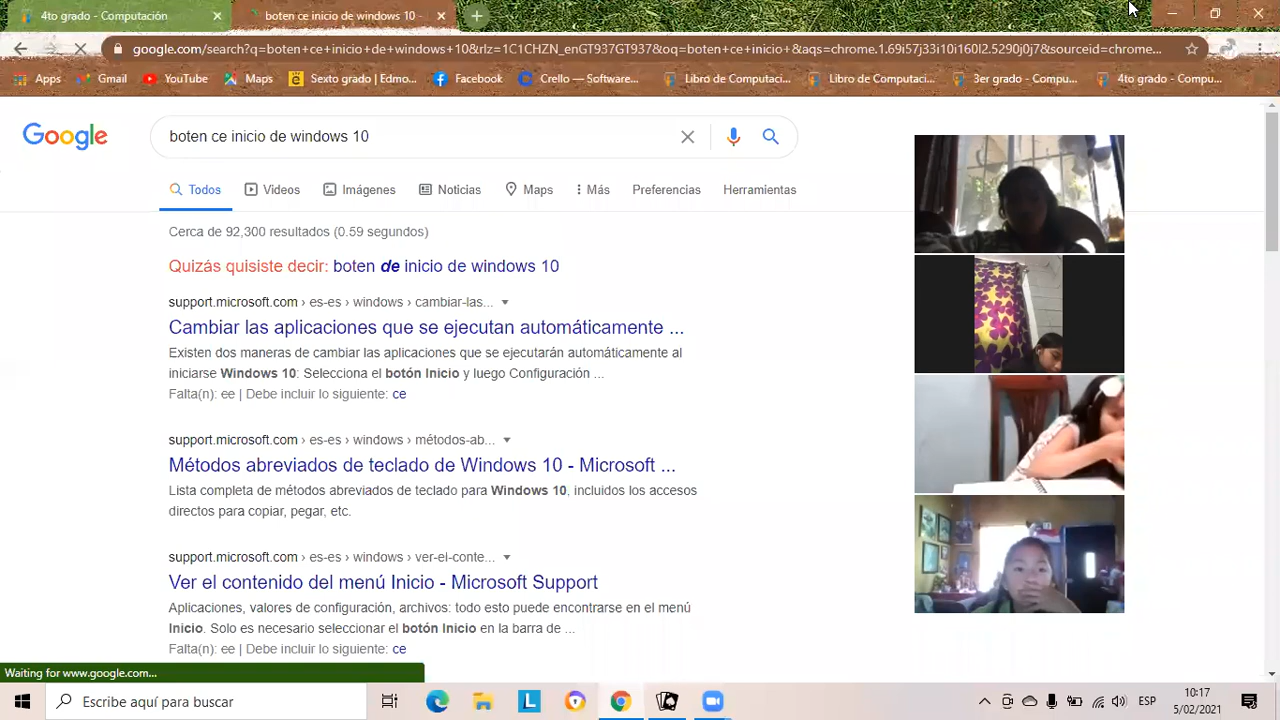 4to grado - Computación
boten ce inicio de windows 10 -
google.com/search?q=boten+ce+inicio+de+windows+10&rlz=1C1CHZN_enGT937GT937&oq=boten+ce+inicio+&aqs=chrome.1.69i57j33i10i160l2.5290j0j7&sourceid=chrome...
Apps
Gmail
YouTube
Maps
Sexto grado | Edmo...
Facebook
Crello — Software...
Libro de Computaci...
Libro de Computaci...
3er grado - Compu...
4to grado - Compu...
Google
boten ce inicio de windows 10
Todos
Videos
Imágenes
Noticias
Maps
Más
Preferencias
Herramientas
Cerca de 92,300 resultados (0.59 segundos)
Quizás quisiste decir: boten de inicio de windows 10
support.microsoft.com › es-es › windows › cambiar-las...
Cambiar las aplicaciones que se ejecutan automáticamente ...
Existen dos maneras de cambiar las aplicaciones que se ejecutarán automáticamente al
iniciarse Windows 10: Selecciona el botón Inicio y luego Configuración ...
Falta(n): ee | Debe incluir lo siguiente: ce
support.microsoft.com › es-es › windows › métodos-ab...
Métodos abreviados de teclado de Windows 10 - Microsoft ...
Lista completa de métodos abreviados de teclado para Windows 10, incluidos los accesos
directos para copiar, pegar, etc.
support.microsoft.com › es-es › windows › ver-el-conte...
Ver el contenido del menú Inicio - Microsoft Support
Aplicaciones, valores de configuración, archivos: todo esto puede encontrarse en el menú
Inicio. Solo es necesario seleccionar el botón Inicio en la barra de ...
Falta(n): ee | Debe incluir lo siguiente: ce
Waiting for www.google.com...
Escribe aquí para buscar
L
ESP
10:17
5/02/2021